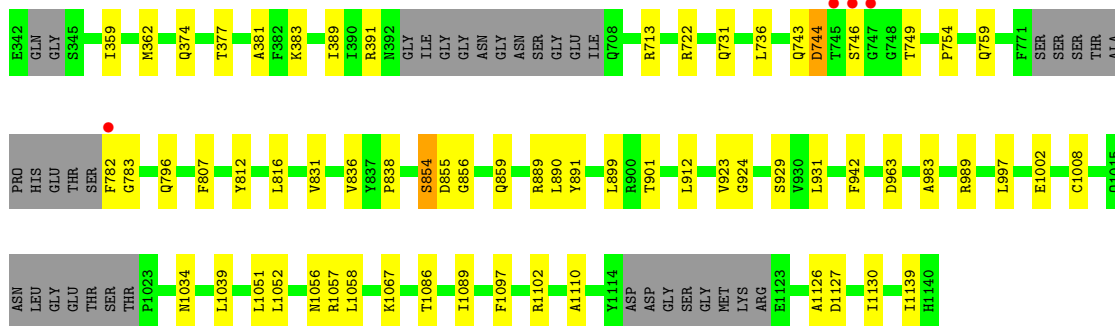 E342 GLN GLY S345 I359 M362 Q374 T377 A381 F382 K383 I389 I390 R391 N392 GLY ILE GLY GLY ASN GLY ASN SER GLY GLU ILE Q708 R713 R722 Q731 L736 Q743 D744 T745 S746 G747 G748 T749 P754 Q759 F771 SER SER SER THR ALA
PRO HIS GLU THR SER F782 G783 Q796 F807 Y812 L816 V831 V836 Y837 P838 S854 D855 G856 Q859 R889 L890 Y891 L899 R900 T901 L912 V923 G924 S929 V930 L931 F942 D963 A983 R989 L997 E1002 C1008
ASN LEU GLY GLU THR SER THR P1023 N1034 L1039 L1051 L1052 N1056 R1057 L1058 K1067 T1086 I1089 F1097 R1102 A1110 Y1114 ASP ASP GLY SER GLY MET LYS ARG E1123 A1126 D1127 I1130 I1139 H1140